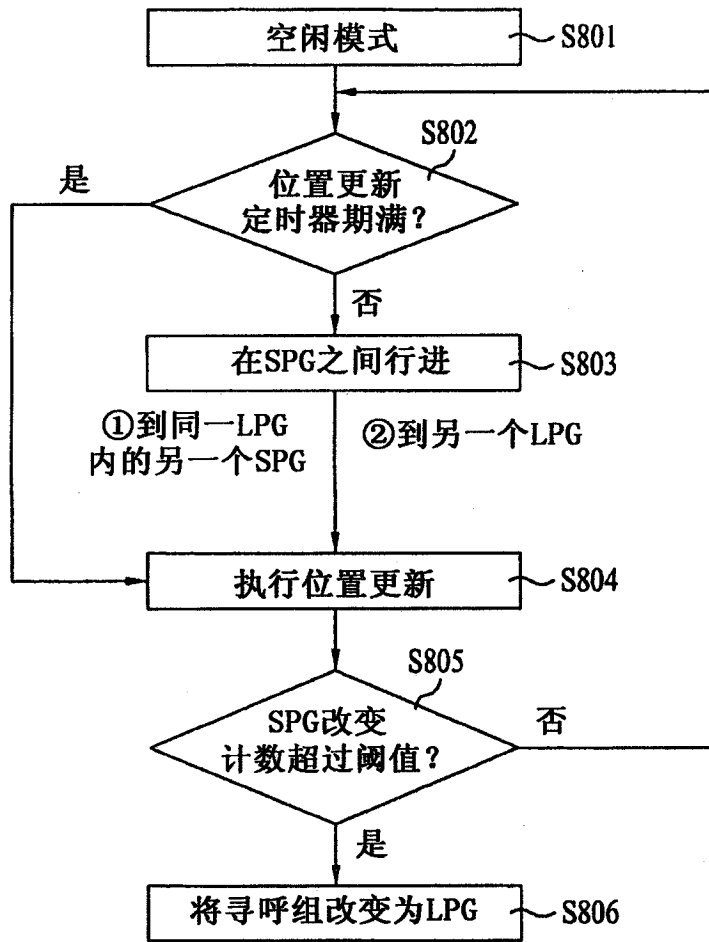 空闲模式
S801
S802
是
位置更新
定时器期满?
否
在SPG之间行进
S803
①到同一LPG
内的另一个SPG
②到另一个LPG
执行位置更新
S804
S805
SPG改变
计数超过阈值?
否
是
将寻呼组改变为LPG
S806